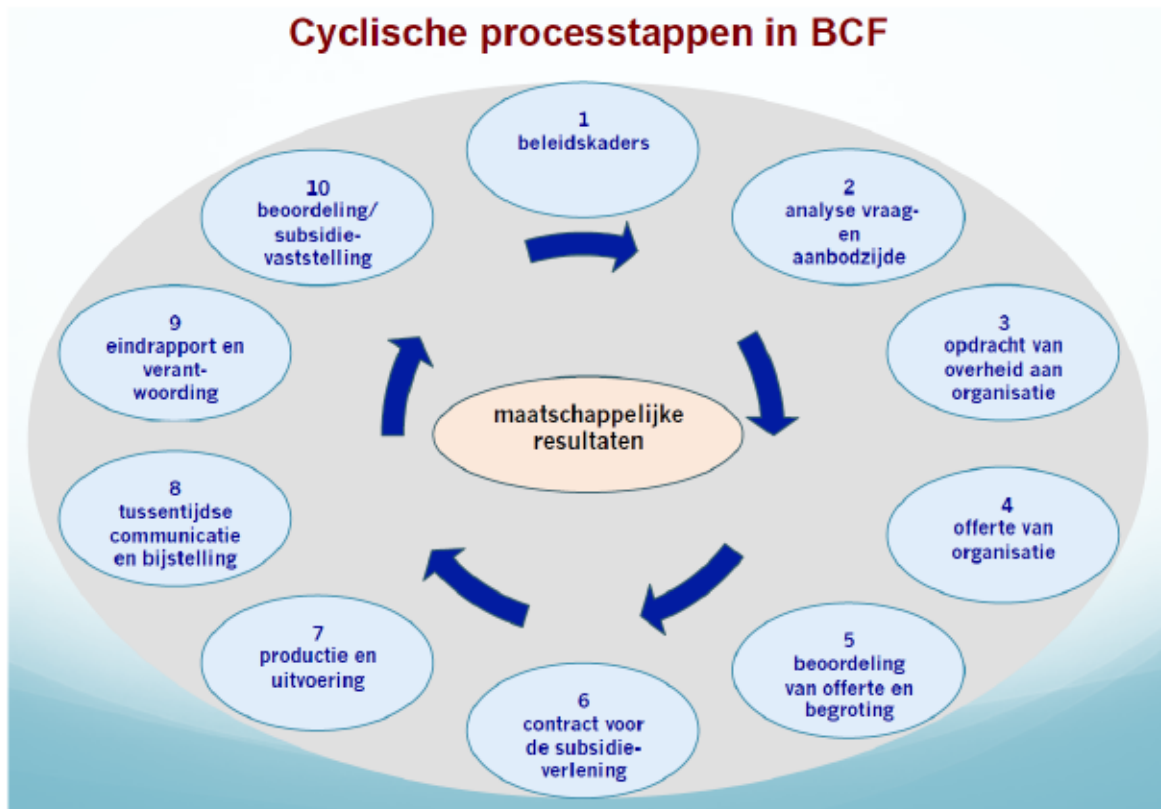 Cyclische processtappen in BCF
1
beleidskaders
2
analyse vraag-
en
aanbodzijde
3
opdracht van
overheid aan
organisatie
4
offerte van
organisatie
5
beoordeling
van offerte en
begroting
6
contract voor
de subsidie-
verlening
7
productie en
uitvoering
8
tussentijdse
communicatie
en bijstelling
9
eindrapport en
verant-
woording
10
beoordeling/
subsidie-
vaststelling
maatschappelijke
resultaten